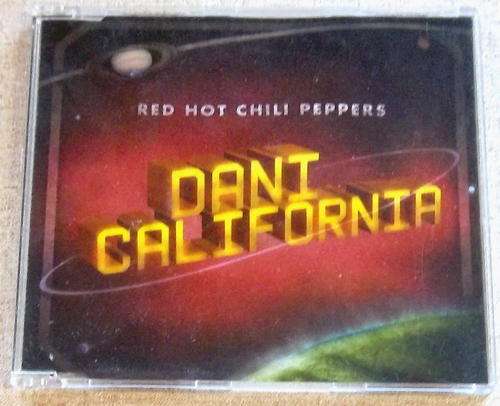 RED HOT CHILI PEPPERS
DANI
CALIFORNIA